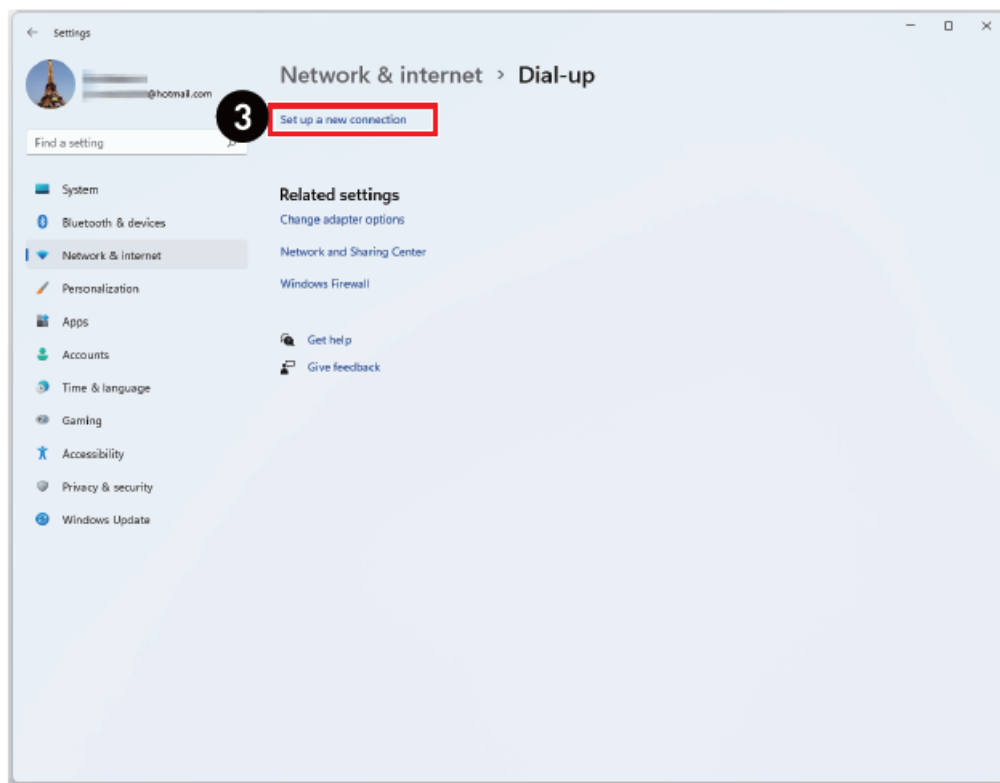 Settings
@hotmail.com
Find a setting
System
Bluetooth & devices
Network & internet
Personalization
Apps
Accounts
Time & language
Gaming
Accessibility
Privacy & security
Windows Update
Network & internet > Dial-up
3
Set up a new connection
Related settings
Change adapter options
Network and Sharing Center
Windows Firewall
Get help
Give feedback